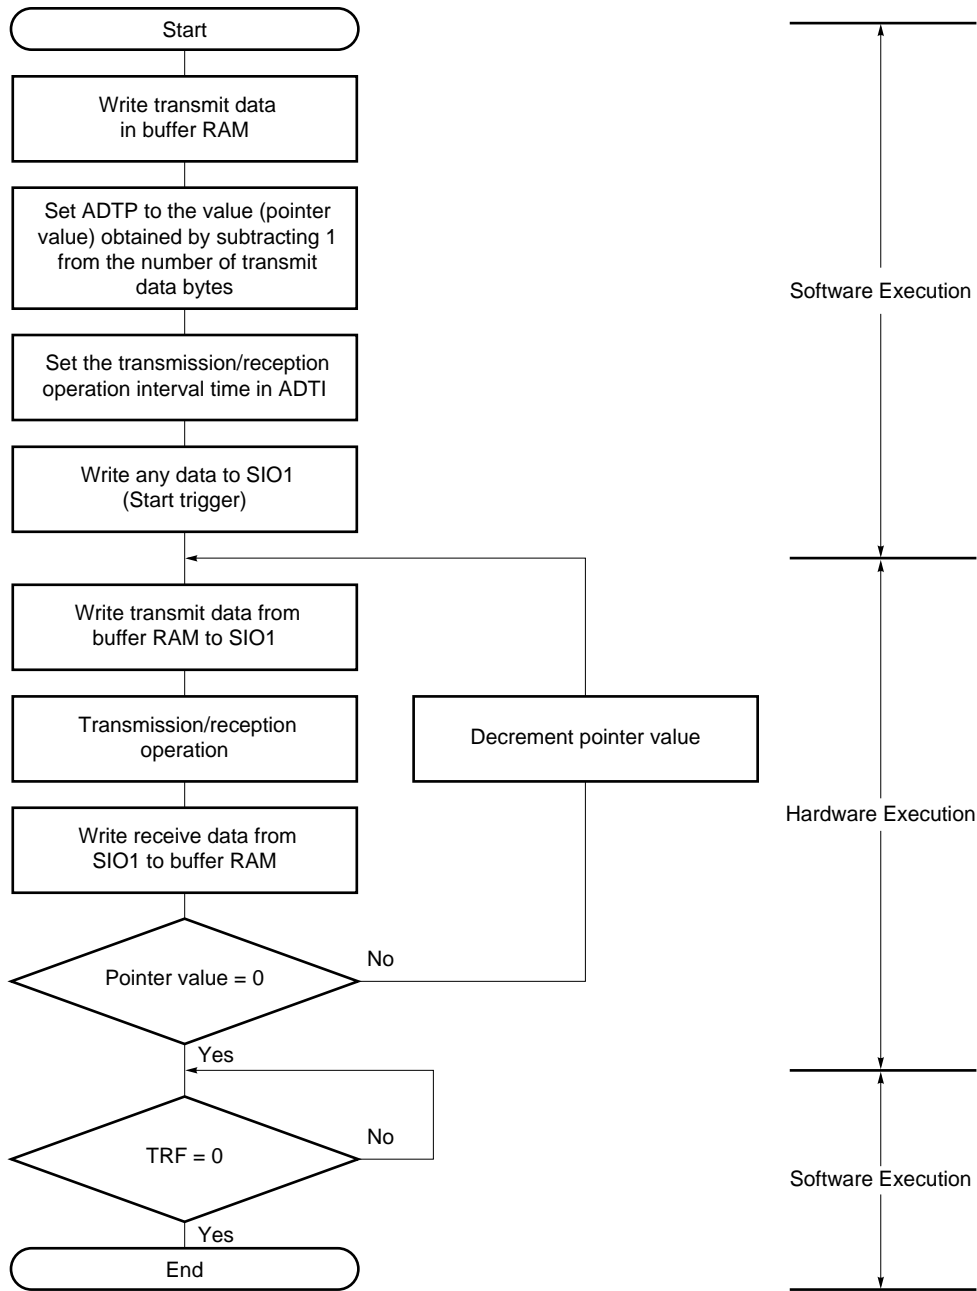 Start
Write transmit data
in buffer RAM
Set ADTP to the value (pointer
value) obtained by subtracting 1
from the number of transmit
data bytes
Software Execution
Set the transmission/reception
operation interval time in ADTI
Write any data to SIO1
(Start trigger)
Write transmit data from
buffer RAM to SIO1
Transmission/reception
operation
Decrement pointer value
Hardware Execution
Write receive data from
SIO1 to buffer RAM
Pointer value = 0
No
Yes
TRF = 0
No
Software Execution
Yes
End